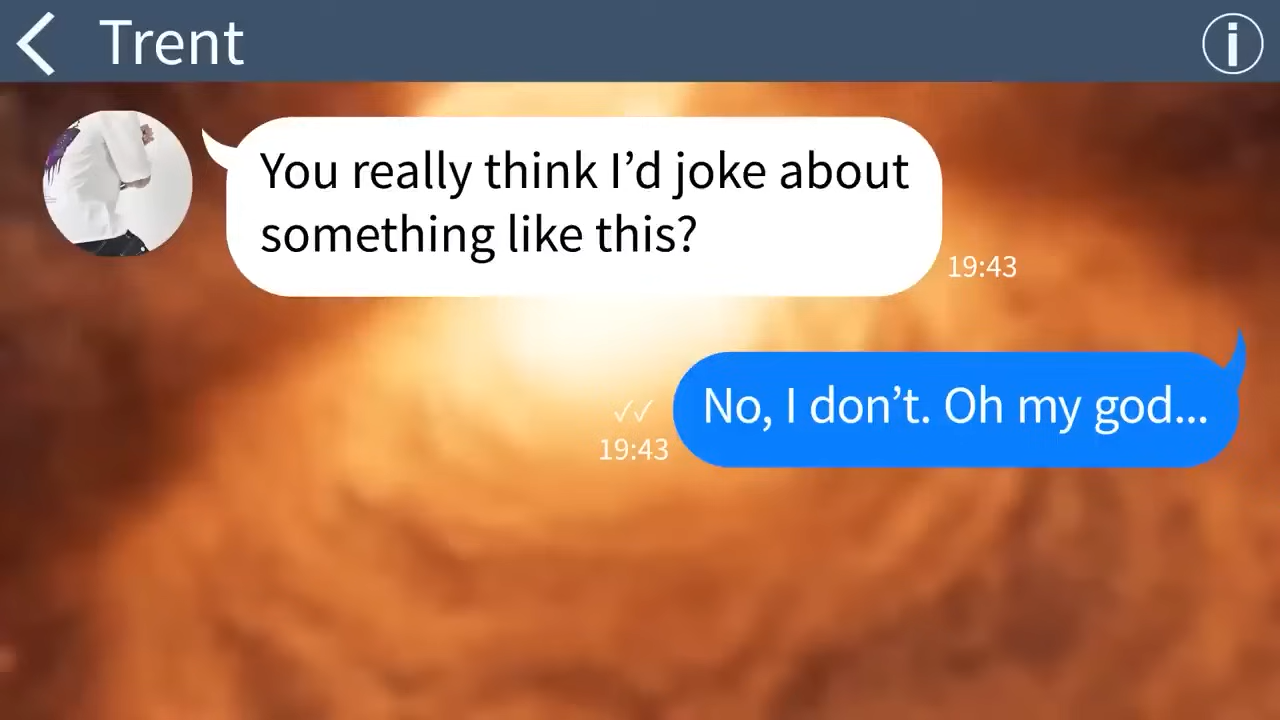 Trent
You really think I’d joke about
something like this?
19:43
No, I don’t. Oh my god...
19:43